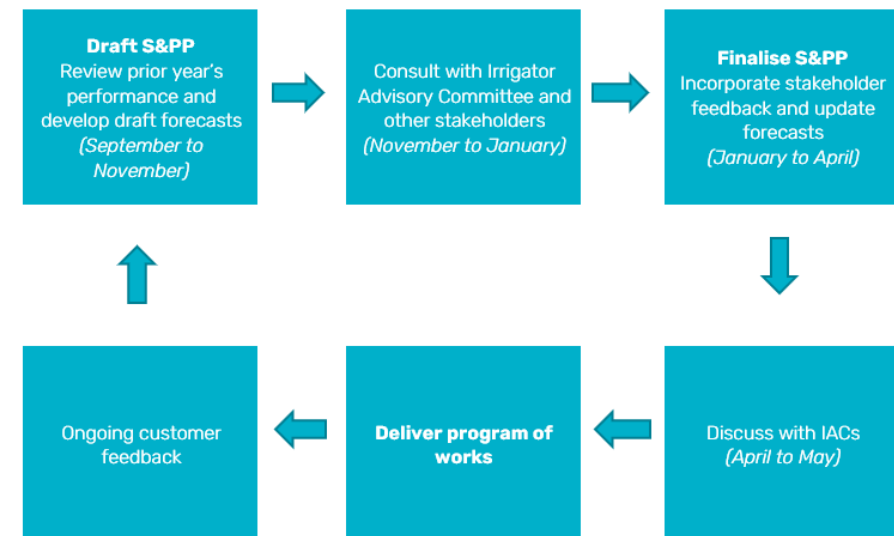 Draft S&PP
Review prior year's
performance and
develop draft forecasts
(September to
November)
Consult with Irrigator
Advisory Committee and
other stakeholders
(November to January)
Finalise S&PP
Incorporate stakeholder
feedback and update
forecasts
(January to April)
Discuss with IACs
(April to May)
Deliver program of
works
Ongoing customer
feedback